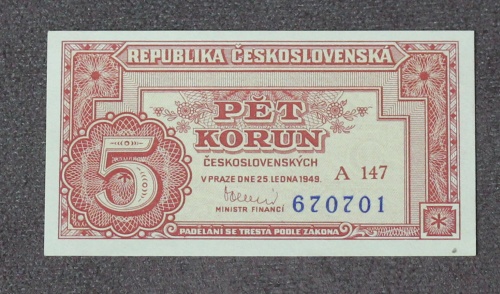 REPUBLIKA ČESKOSLOVENSKÁ
PĚT
KORUN
ČESKOSLOVENSKÝCH
V PRAZE DNE 25. LEDNA 1949.
A 147
5
MINISTR FINANCÍ
670701
PADĚLÁNÍ SE TRESTÁ PODLE ZÁKONA